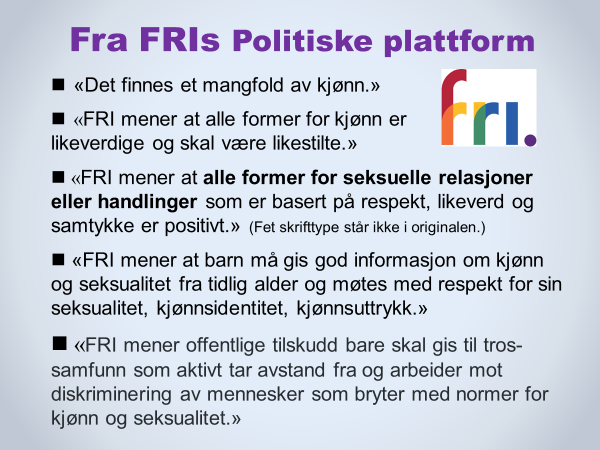 Fra FRIs Politiske plattform
■ «Det finnes et mangfold av kjønn.»
fri.
■ «FRI mener at alle former for kjønn er
likeverdige og skal være likestilte.»
■ «FRI mener at alle former for seksuelle relasjoner
eller handlinger som er basert på respekt, likeverd og
samtykke er positivt.» (Fet skrifttype står ikke i originalen.)
■ «FRI mener at barn må gis god informasjon om kjønn
og seksualitet fra tidlig alder og møtes med respekt for sin
seksualitet, kjønnsidentitet, kjønnsuttrykk.»
■ «FRI mener offentlige tilskudd bare skal gis til tros-
samfunn som aktivt tar avstand fra og arbeider mot
diskriminering av mennesker som bryter med normer for
kjønn og seksualitet.»